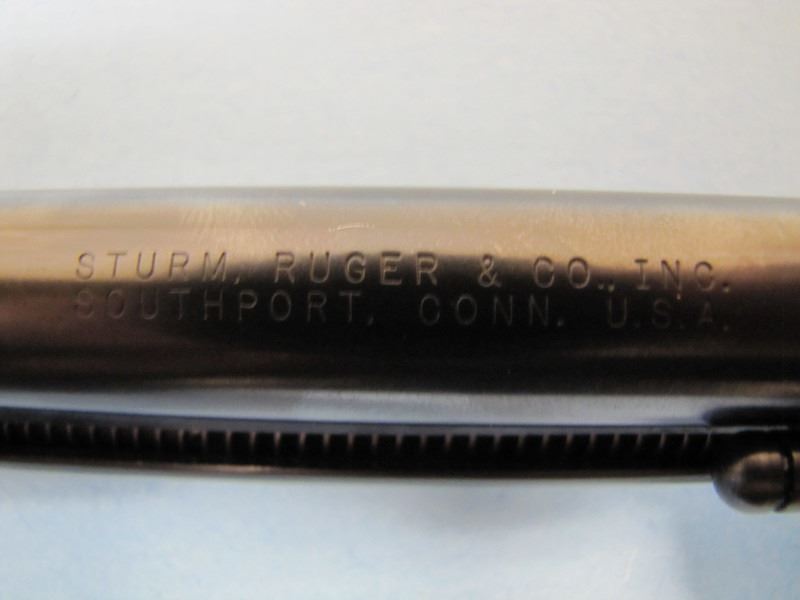 STURM, RUGER & CO., INC.
SOUTHPORT, CONN. U.S.A.